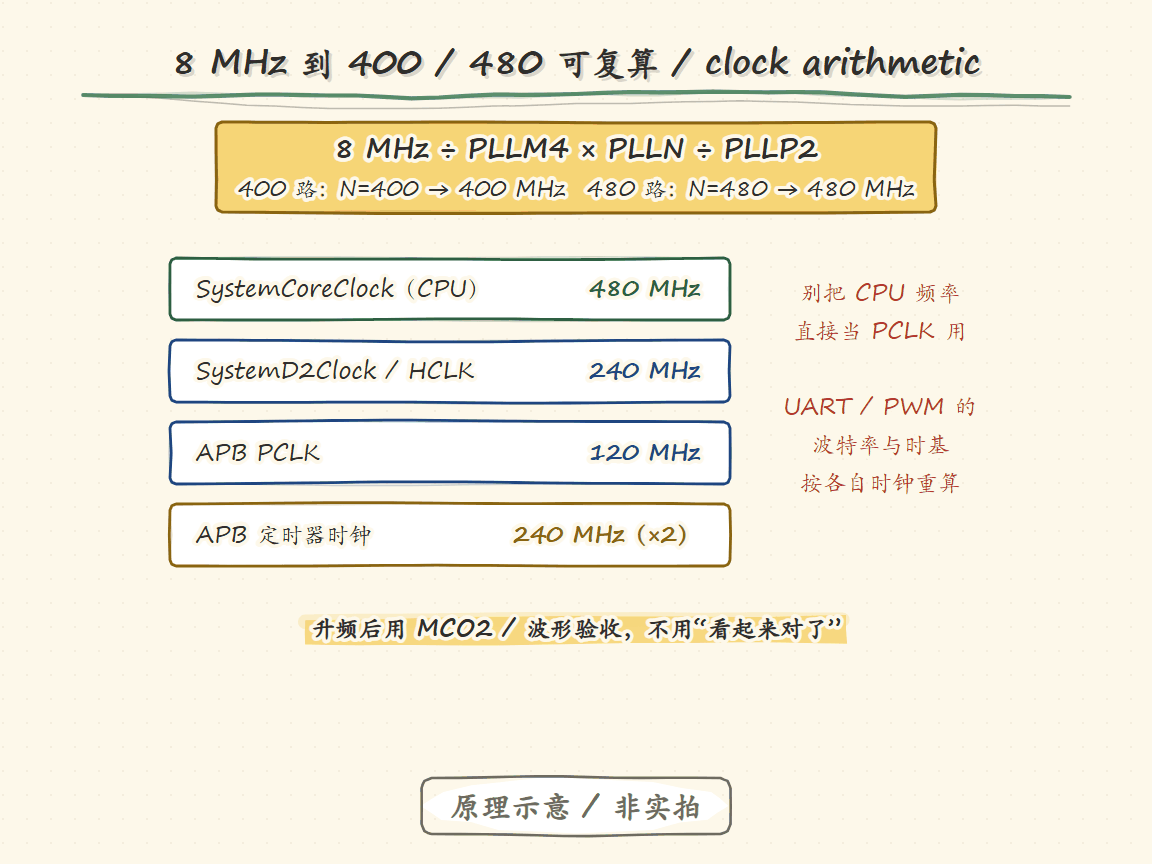 8 MHz 到 400 / 480 可复算 / clock arithmetic
8 MHz ÷ PLLM4 × PLLN ÷ PLLP2
400 路：N=400 → 400 MHz 480 路：N=480 → 480 MHz
SystemCoreClock（CPU） 480 MHz
SystemD2Clock / HCLK 240 MHz
APB PCLK 120 MHz
APB 定时器时钟 240 MHz（×2）
别把 CPU 频率
直接当 PCLK 用
UART / PWM 的
波特率与时基
按各自时钟重算
升频后用 MCO2 / 波形验收，不用“看起来对了”
原理示意 / 非实拍